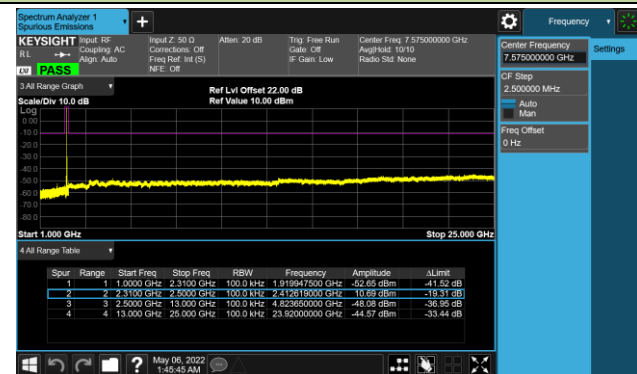 Spectrum Analyzer 1
Spurious Emissions
Frequency
KEYSIGHT
RL
PASS
Input: RF
Coupling: AC
Align: Auto
Input Z: 50 Ω
Corrections: Off
Freq Ref: Int (S)
NFE: Off
Atten: 20 dB
Trig: Free Run
Gate: Off
IF Gain: Low
Center Freq: 7.575000000 GHz
Avg|Hold: 10/10
Radio Std: None
Center Frequency
7.575000000 GHz
Settings
CF Step
2.500000 MHz
Auto
Man
Freq Offset
0 Hz
3 All Range Graph
Scale/Div 10.0 dB
Ref Lvl Offset 22.00 dB
Ref Value 10.00 dBm
Log
0.00
-10.0
-20.0
-30.0
-40.0
-50.0
-60.0
-70.0
-80.0
Start 1.000 GHz
Stop 25.000 GHz
4 All Range Table
Spur Range Start Freq Stop Freq RBW Frequency Amplitude ΔLimit
1 1 1.0000 GHz 2.3100 GHz 100.0 kHz 1.919947500 GHz -52.65 dBm -41.52 dB
2 2 2.3100 GHz 2.5000 GHz 100.0 kHz 2.412619000 GHz 10.69 dBm -19.31 dB
3 3 2.5000 GHz 13.000 GHz 100.0 kHz 4.823650000 GHz -48.08 dBm -36.95 dB
4 4 13.000 GHz 25.000 GHz 100.0 kHz 23.92000000 GHz -44.57 dBm -33.44 dB
?
May 06, 2022
1:45:45 AM